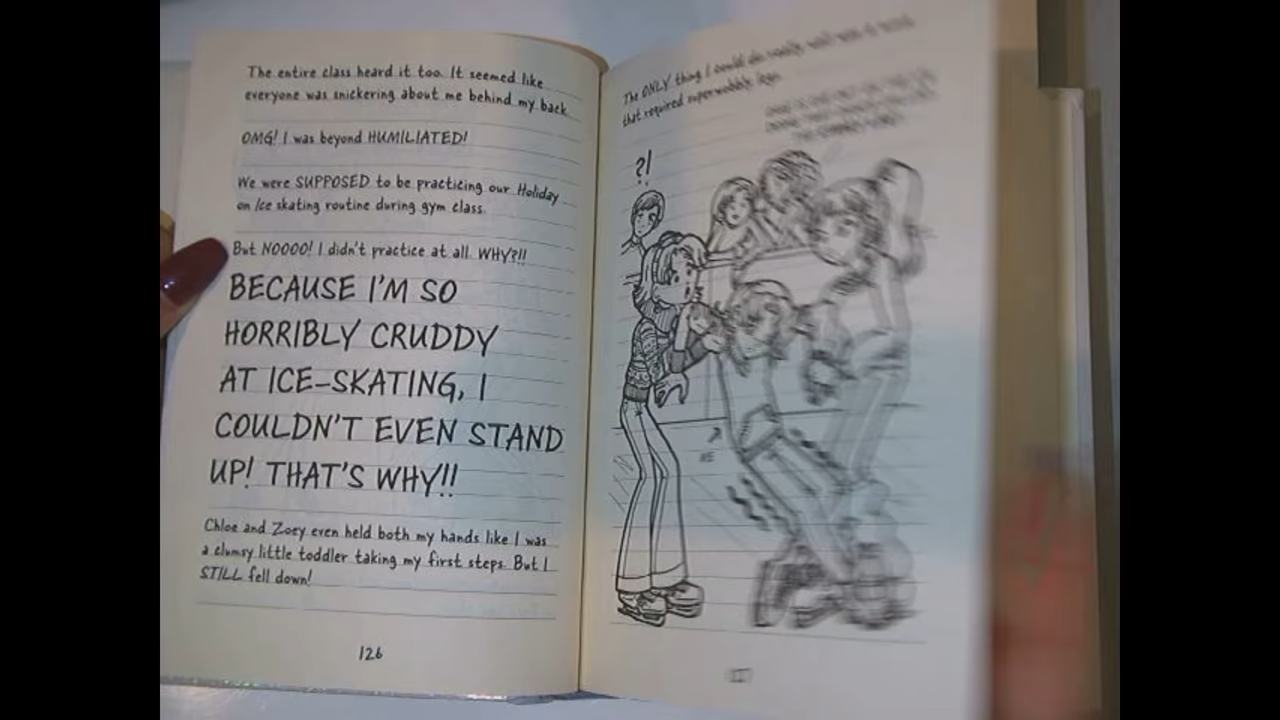 The entire class heard it too. It seemed like
everyone was snickering about me behind my back.
OMG! I was beyond HUMILIATED!
We were SUPPOSED to be practicing our Holiday
on Ice skating routine during gym class.
But NOOOO! I didn't practice at all. WHY?!!
BECAUSE I'M SO
HORRIBLY CRUDDY
AT ICE-SKATING, I
COULDN'T EVEN STAND
UP! THAT'S WHY!!
Chloe and Zoey even held both my hands like I was
a clumsy little toddler taking my first steps. But I
STILL fell down!
126
The ONLY thing I could do really, well was a trick
that required superwobbly legs.
?!
ME